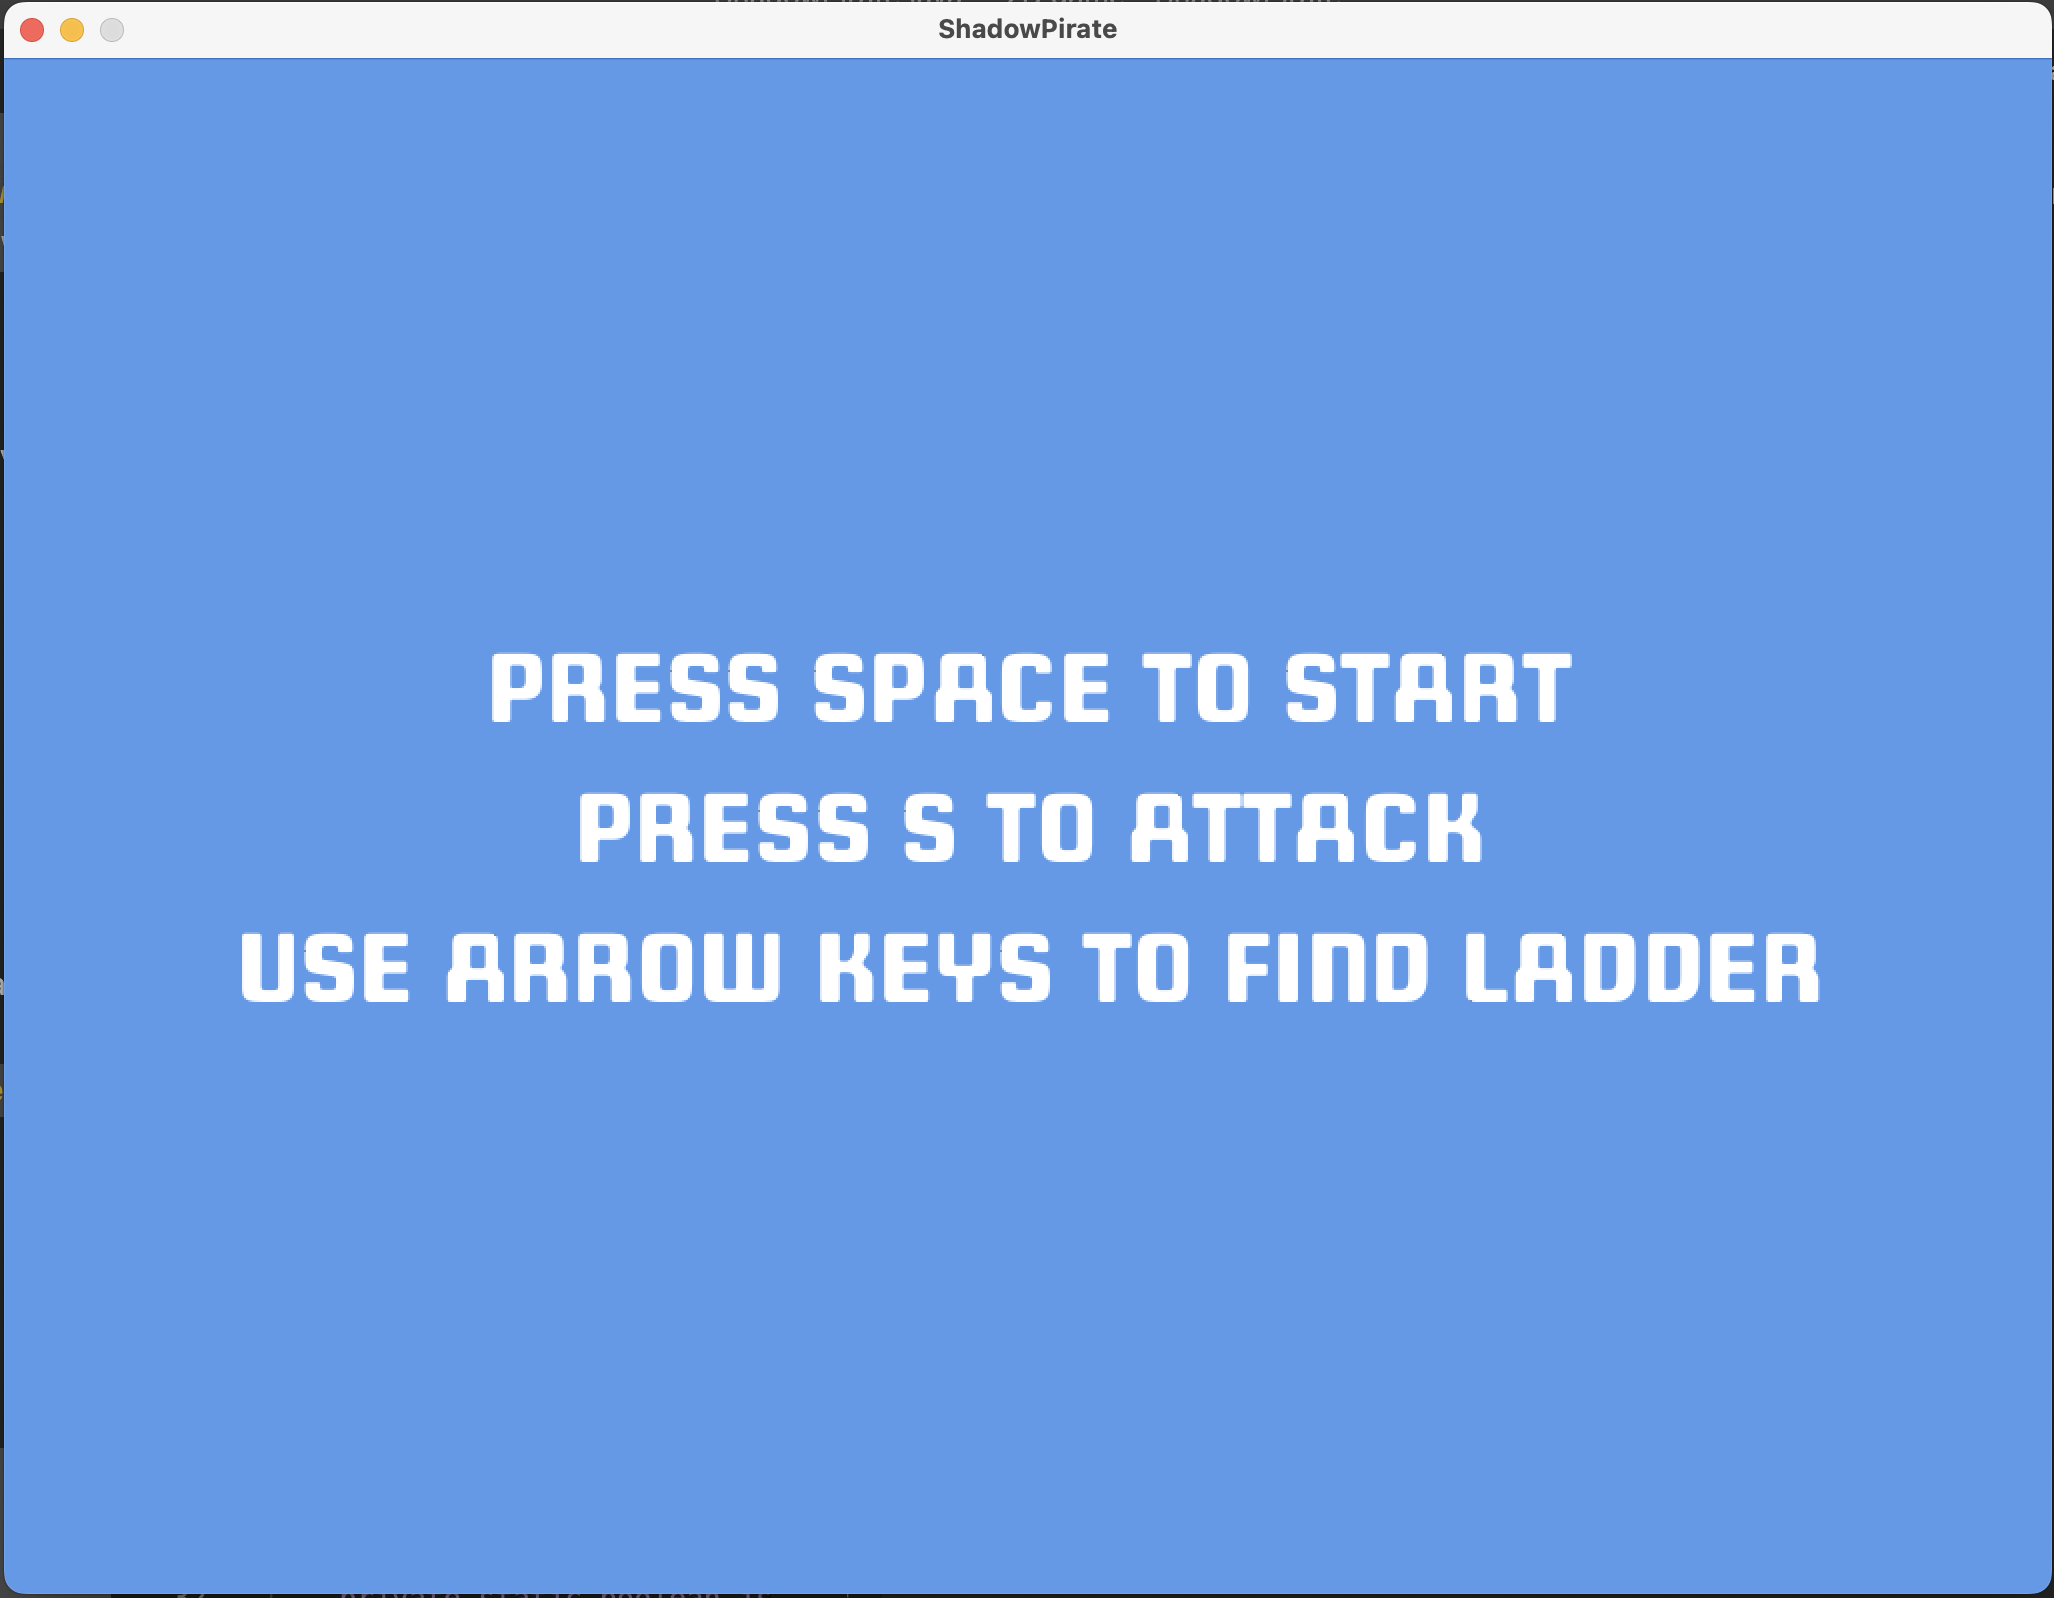 ShadowPirate
PRESS SPACE TO START
PRESS S TO ATTACK
USE ARROW KEYS TO FIND LADDER